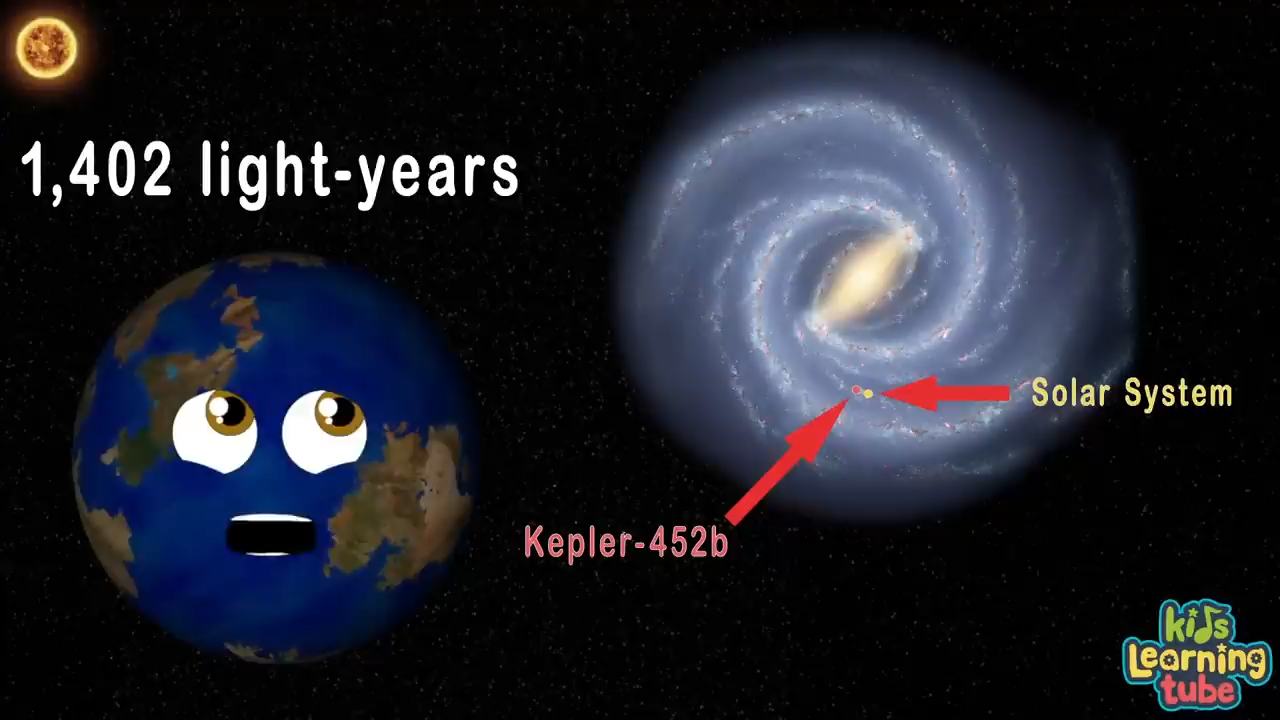 1,402 light-years
Solar System
Kepler-452b
kids
Learning
tube